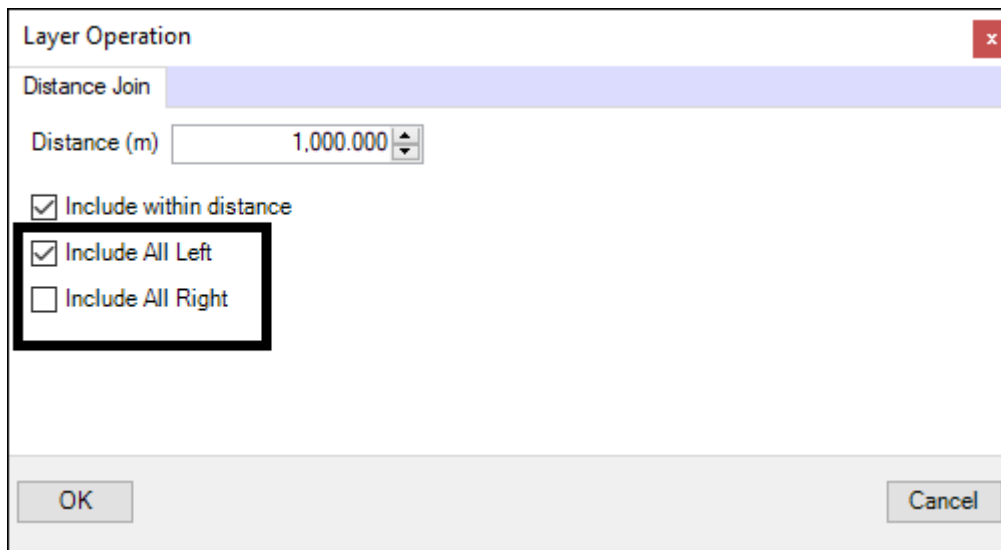 Layer Operation
x
Distance Join
Distance (m) 1,000.000
Include within distance
Include All Left
Include All Right
OK Cancel